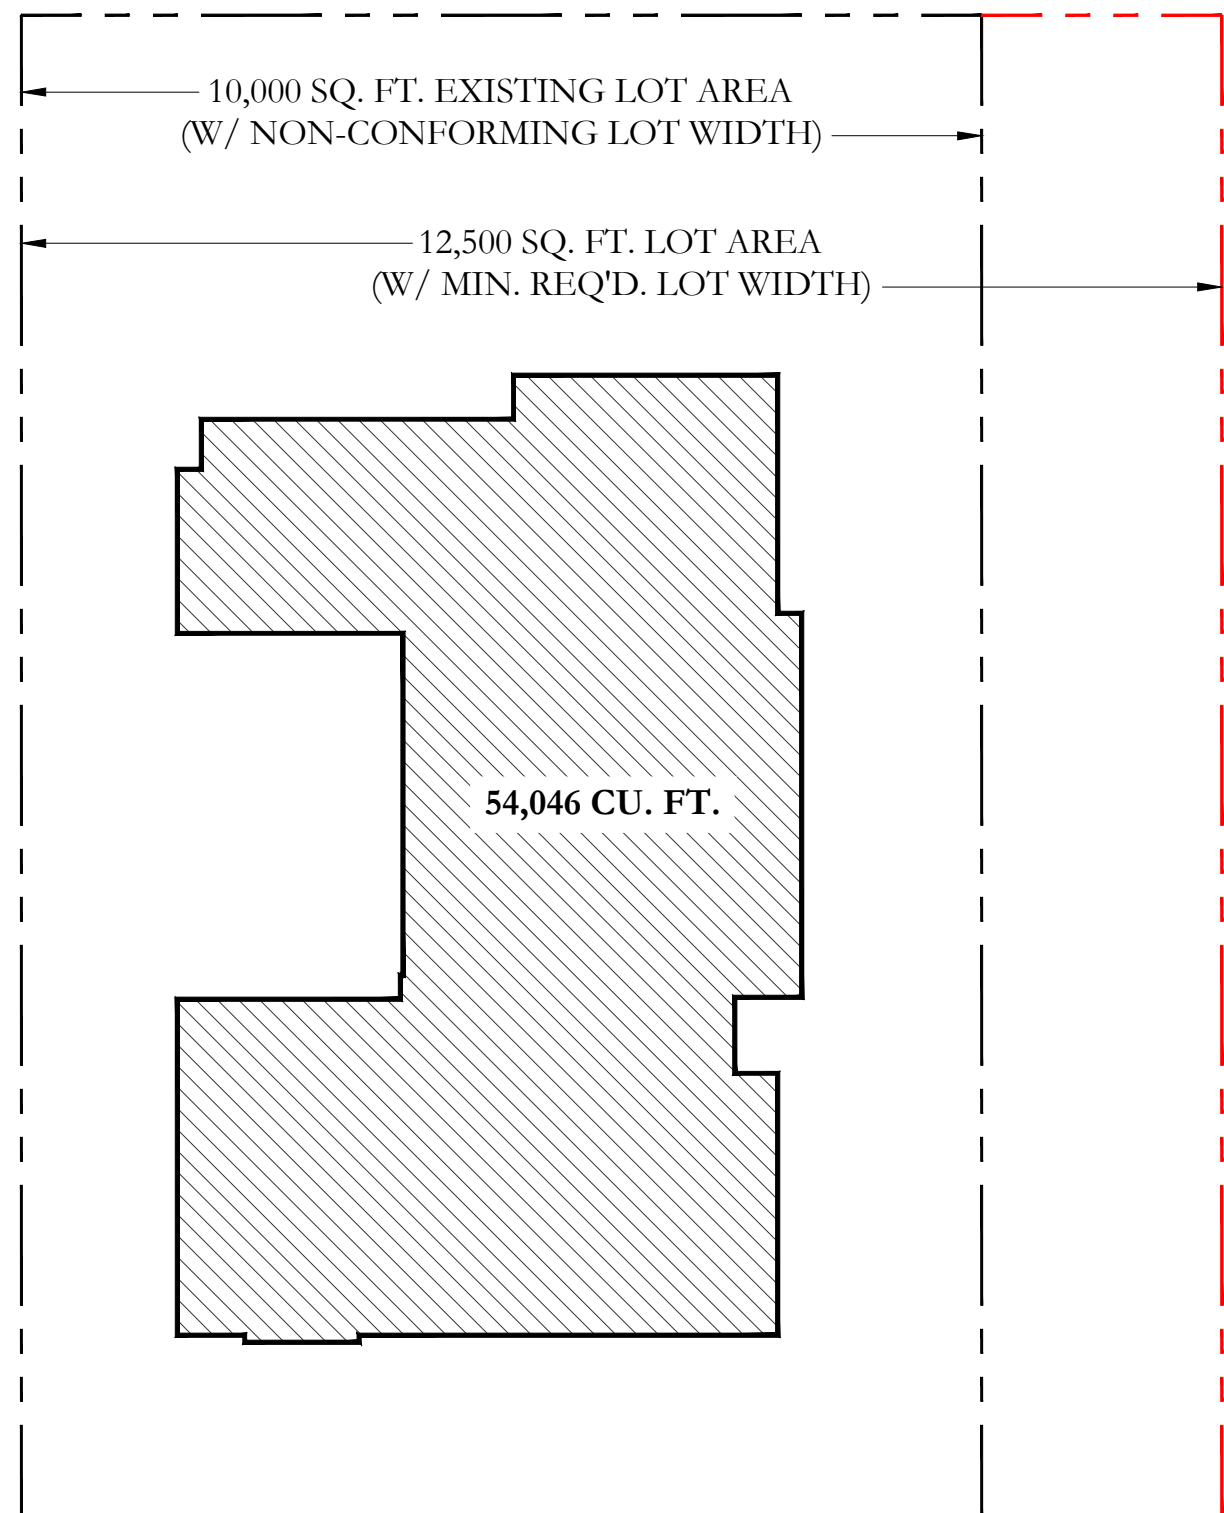 10,000 SQ. FT. EXISTING LOT AREA
(W/ NON-CONFORMING LOT WIDTH)
12,500 SQ. FT. LOT AREA
(W/ MIN. REQ'D. LOT WIDTH)
54,046 CU. FT.